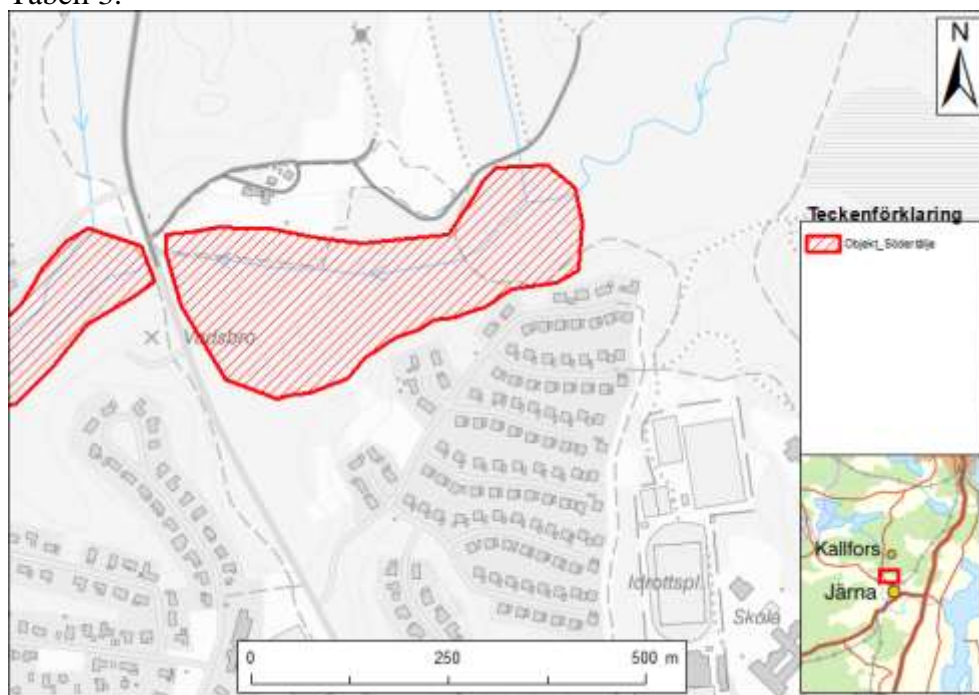 Tabell 3.
N
Teckenförklaring
Objekt_Södertälje
Vadsbro
Kallfors
Järna
Idrottspl.
Skola
0 250 500 m